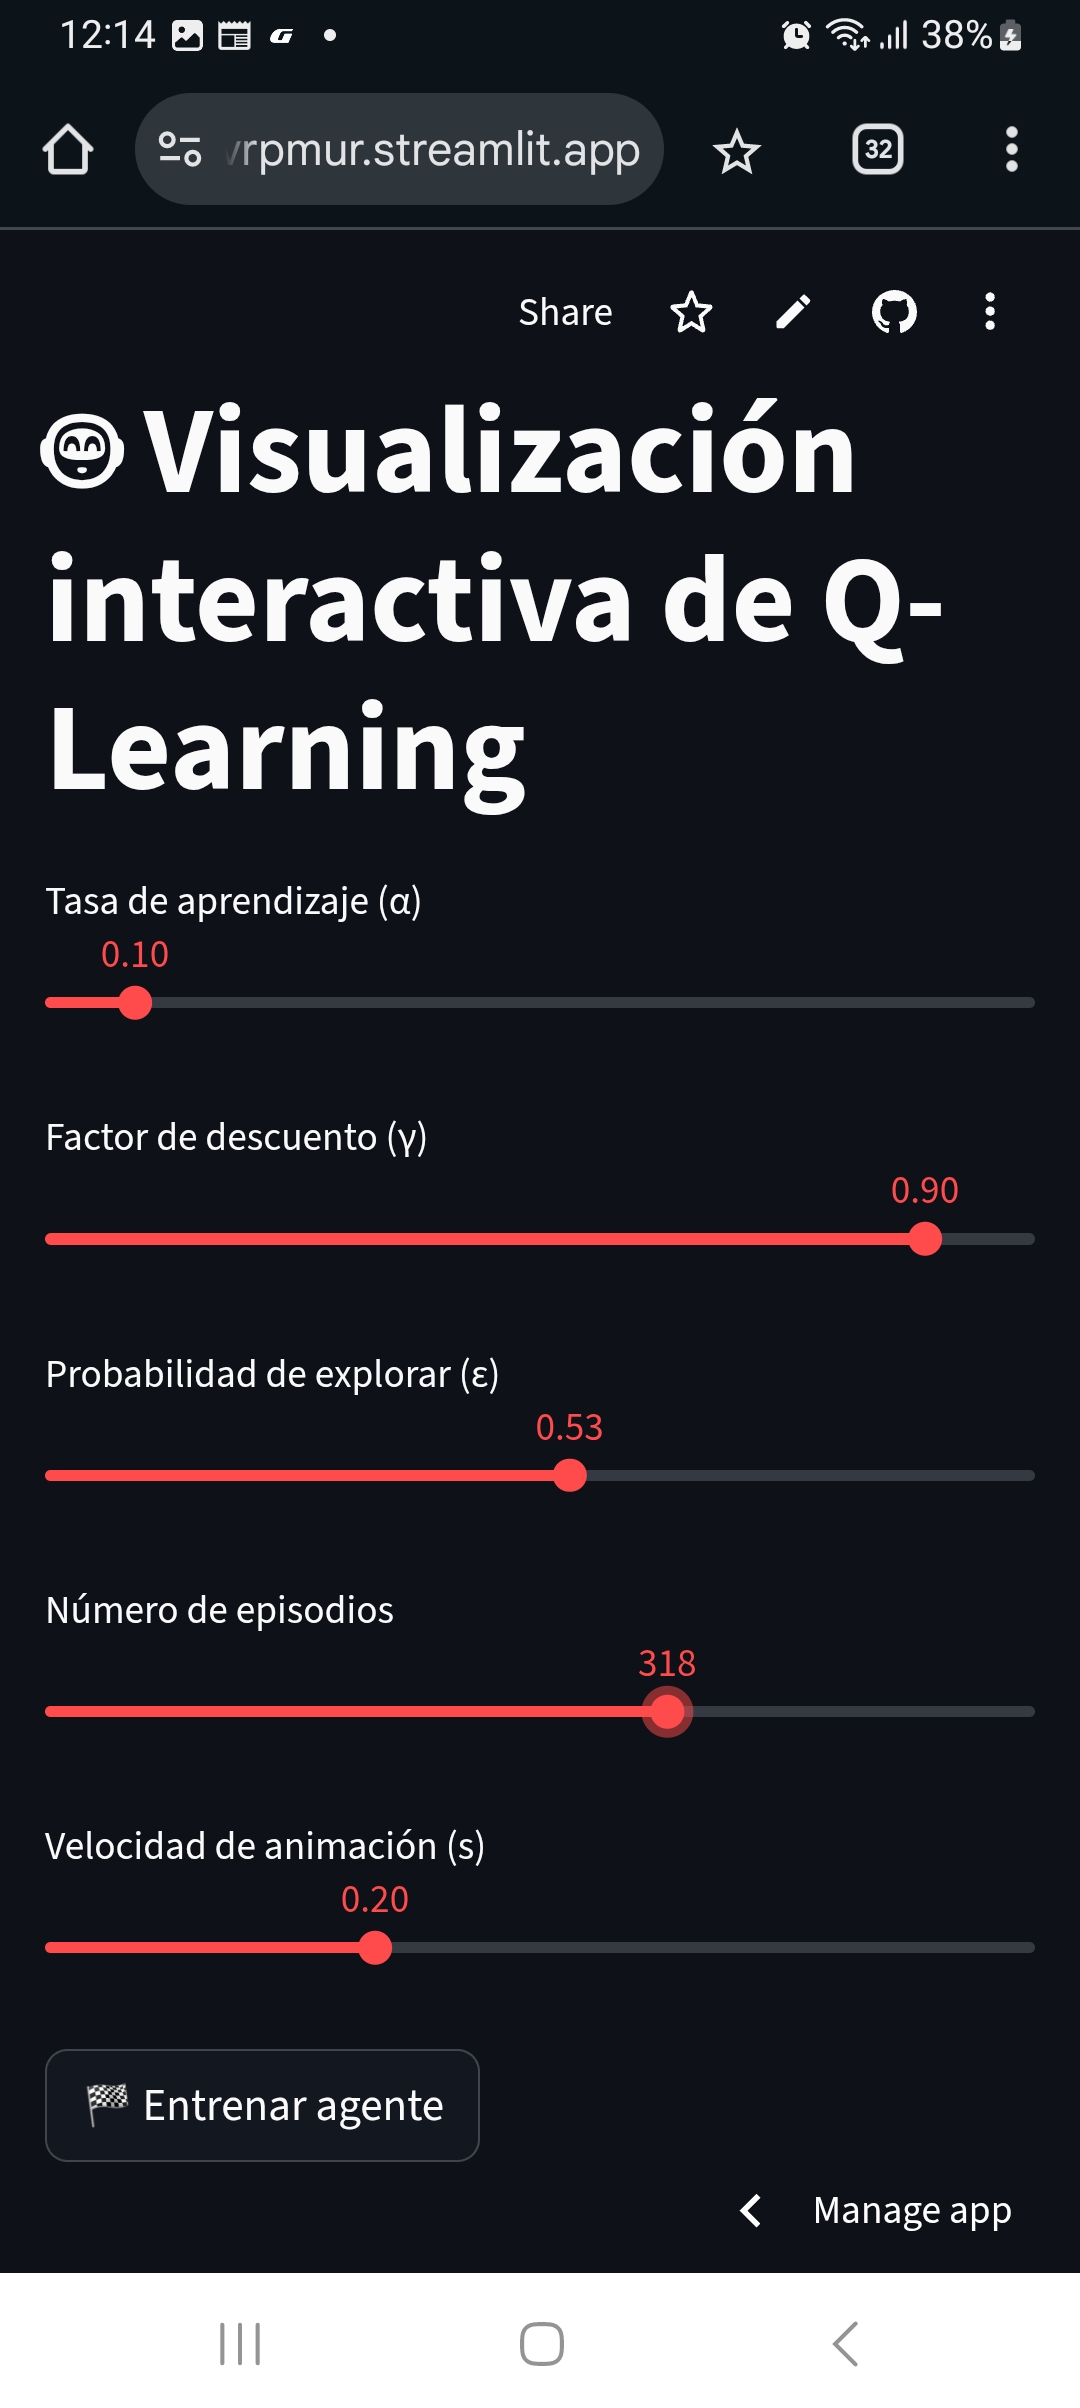 12:14
38%
vrpmur.streamlit.app
32
Share
Visualización
interactiva de Q-
Learning
Tasa de aprendizaje (α)
0.10
Factor de descuento (γ)
0.90
Probabilidad de explorar (ε)
0.53
Número de episodios
318
Velocidad de animación (s)
0.20
Entrenar agente
Manage app